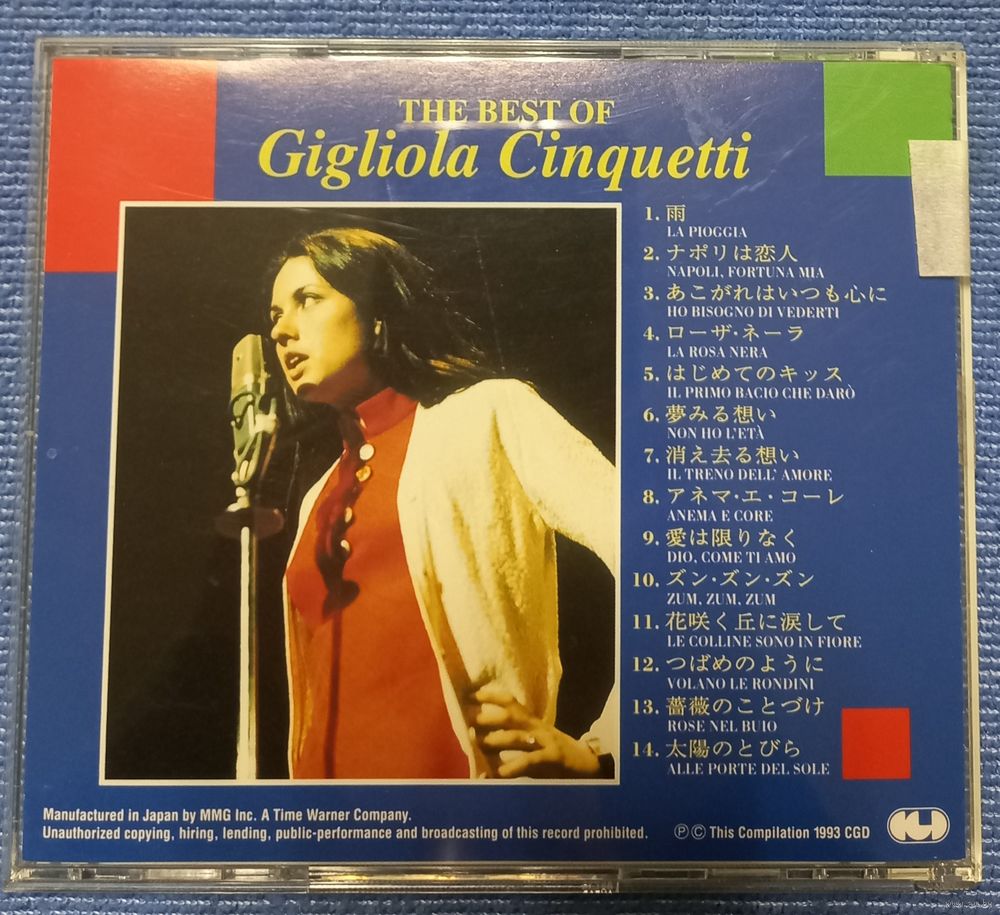 THE BEST OF
Gigliola Cinquetti
1. 雨
LA PIOGGIA
2. ナポリは恋人
NAPOLI, FORTUNA MIA
3. あこがれはいつも心に
HO BISOGNO DI VEDERTI
4. ローザ・ネーラ
LA ROSA NERA
5. はじめてのキッス
IL PRIMO BACIO CHE DARÒ
6. 夢みる想い
NON HO L'ETÀ
7. 消え去る想い
IL TRENO DELL' AMORE
8. アネマ・エ・コーレ
ANEMA E CORE
9. 愛は限りなく
DIO, COME TI AMO
10. ズン・ズン・ズン
ZUM, ZUM, ZUM
11. 花咲く丘に涙して
LE COLLINE SONO IN FIORE
12. つばめのように
VOLANO LE RONDINI
13. 薔薇のことづけ
ROSE NEL BUIO
14. 太陽のとびら
ALLE PORTE DEL SOLE
Manufactured in Japan by MMG Inc. A Time Warner Company.
Unauthorized copying, hiring, lending, public-performance and broadcasting of this record prohibited.
ⓅⒸ This Compilation 1993 CGD